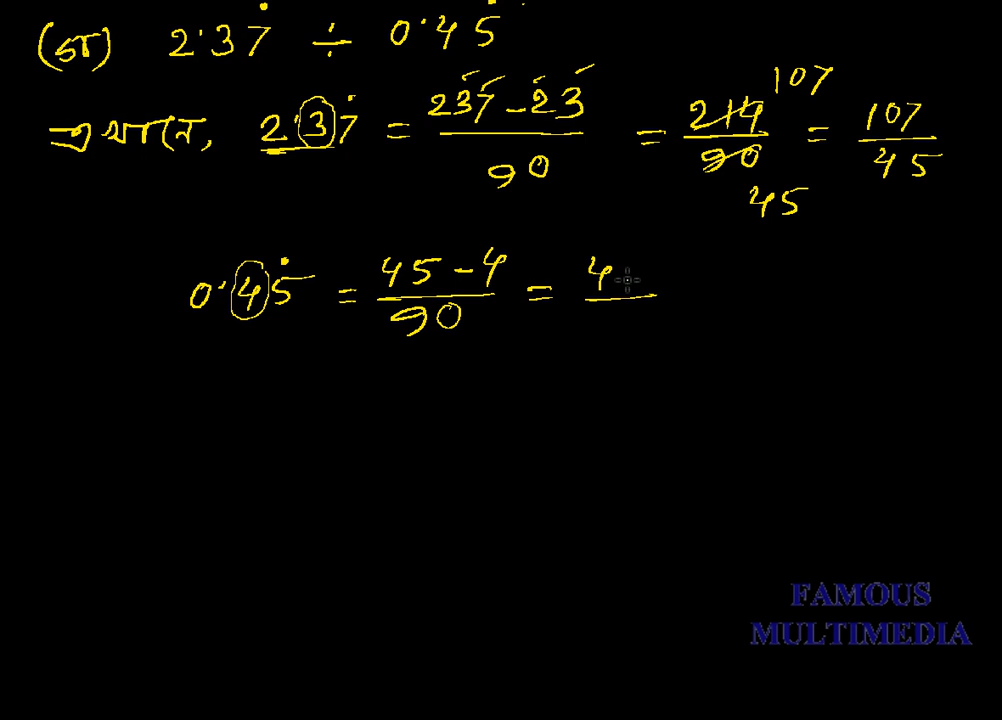 (জ) 2.37̇ ÷ 0.45̇
⇒ এখানে, 2.37̇ = 237-23/90 = 214/90 107 45 = 107/45
0.45̇ = 45-4/90 = 4
FAMOUS
MULTIMEDIA